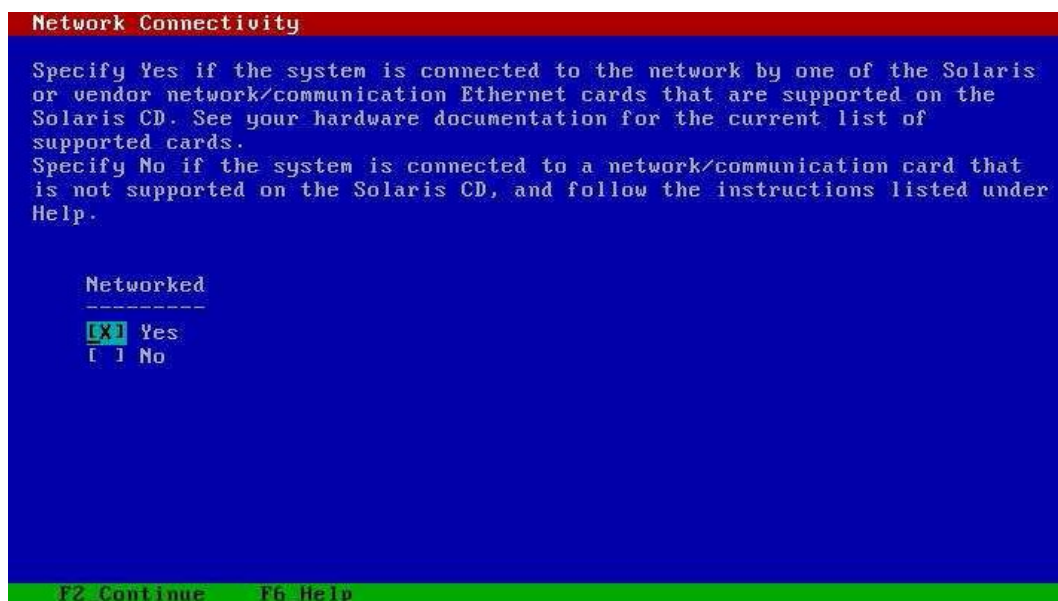 Network Connectivity
Specify Yes if the system is connected to the network by one of the Solaris
or vendor network/communication Ethernet cards that are supported on the
Solaris CD. See your hardware documentation for the current list of
supported cards.
Specify No if the system is connected to a network/communication card that
is not supported on the Solaris CD, and follow the instructions listed under
Help.
Networked
---------
[X] Yes
[ ] No
F2 Continue F6 Help